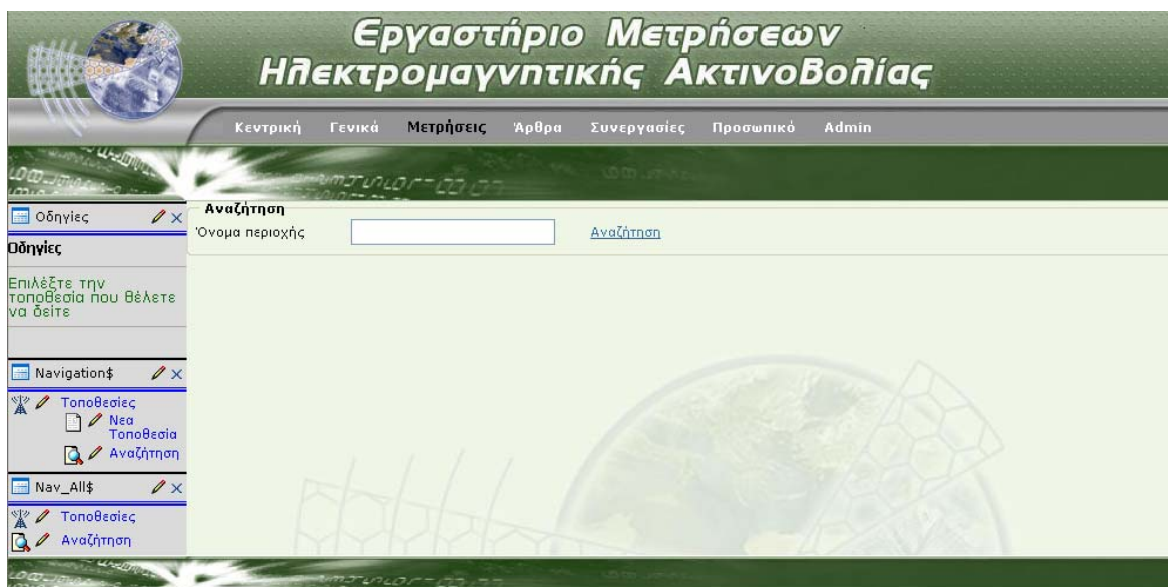 Εργαστήριο Μετρήσεων
Ηλεκτρομαγνητικής Ακτινοβολίας
Κεντρική Γενικά Μετρήσεις Άρθρα Συνεργασίες Προσωπικό Admin
Οδηγίες
Οδηγίες
Επιλέξτε την
τοποθεσία που θέλετε
να δείτε
Navigation$
Τοποθεσίες
Νεα
Τοποθεσία
Αναζήτηση
Nav_All$
Τοποθεσίες
Αναζήτηση
Αναζήτηση
Όνομα περιοχής
Αναζήτηση